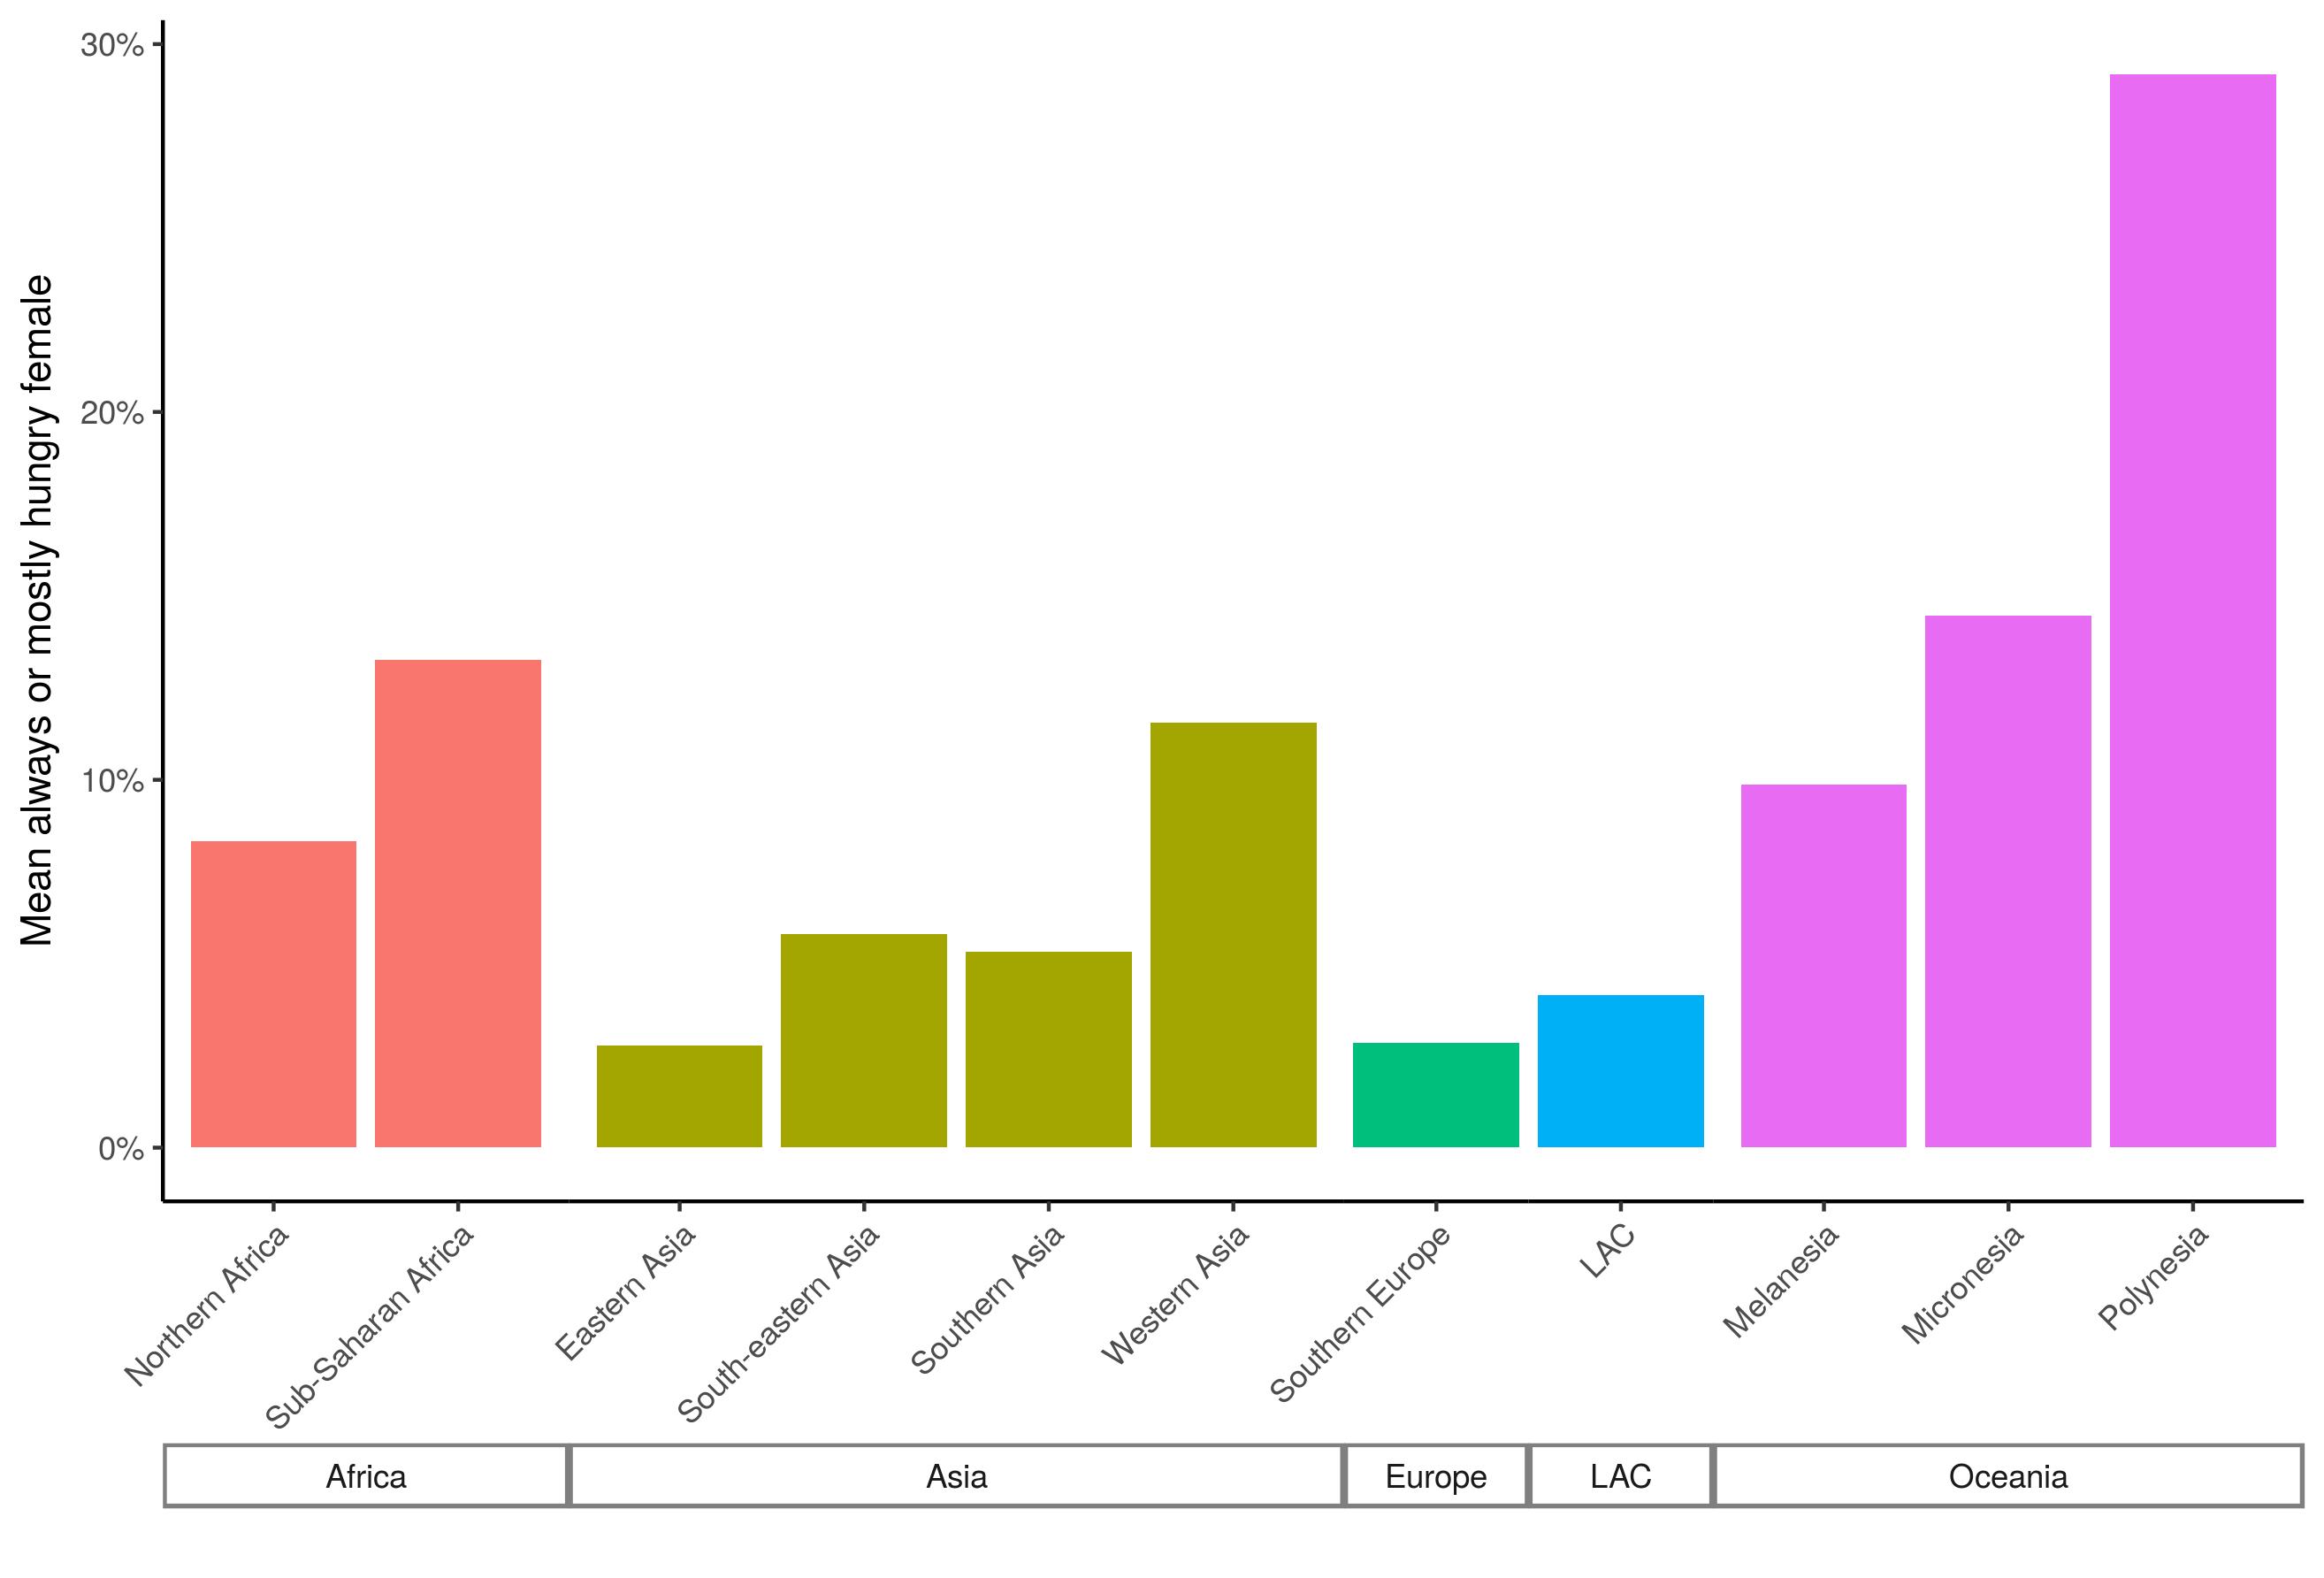 Mean always or mostly hungry female
30%
20%
10%
0%
Northern Africa
Sub-Saharan Africa
Eastern Asia
South-eastern Asia
Southern Asia
Western Asia
Southern Europe
LAC
Melanesia
Micronesia
Polynesia
Africa
Asia
Europe
LAC
Oceania